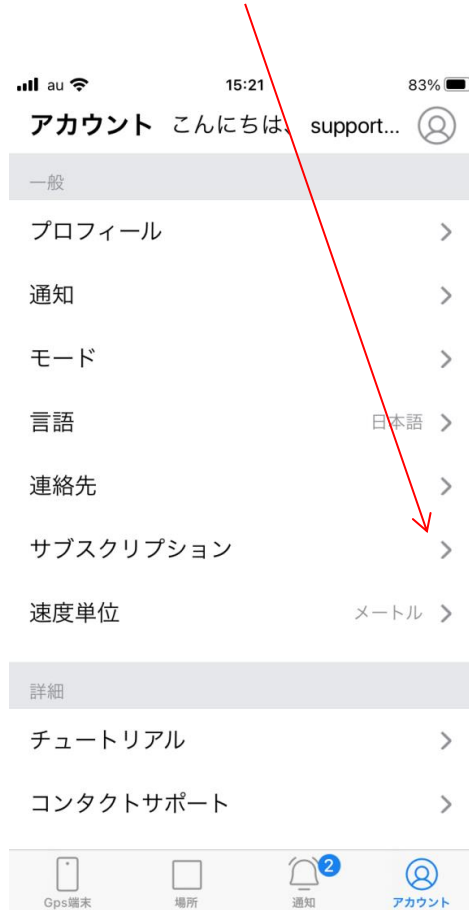 au 15:21 83%
アカウント こんにちは、 support...
一般
プロフィール
通知
モード
言語 日本語
連絡先
サブスクリプション
速度単位 メートル
詳細
チュートリアル
コンタクトサポート
2
Gps端末 場所 通知 アカウント